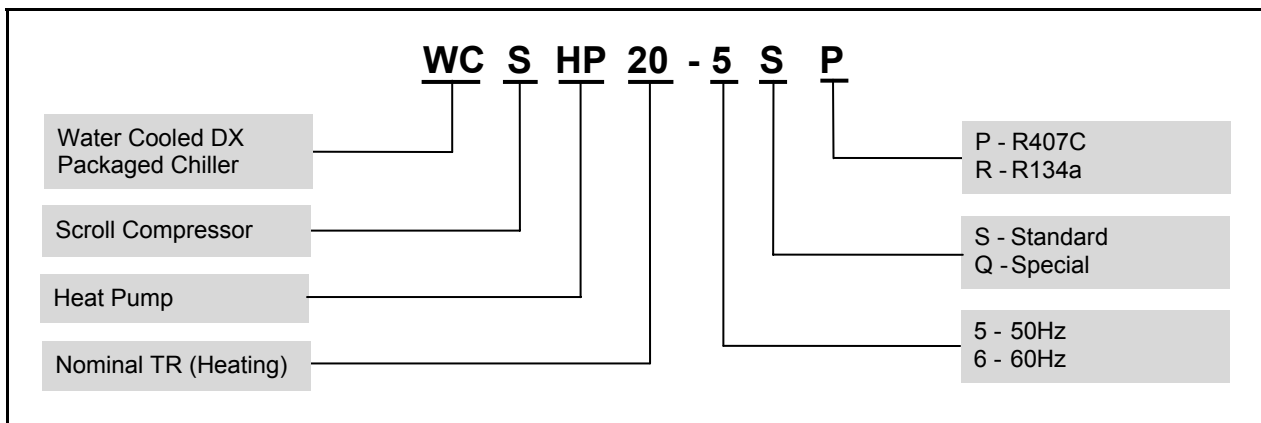 WC S HP 20 - 5 S P
Water Cooled DX
Packaged Chiller
Scroll Compressor
Heat Pump
Nominal TR (Heating)
P - R407C
R - R134a
S - Standard
Q - Special
5 - 50Hz
6 - 60Hz